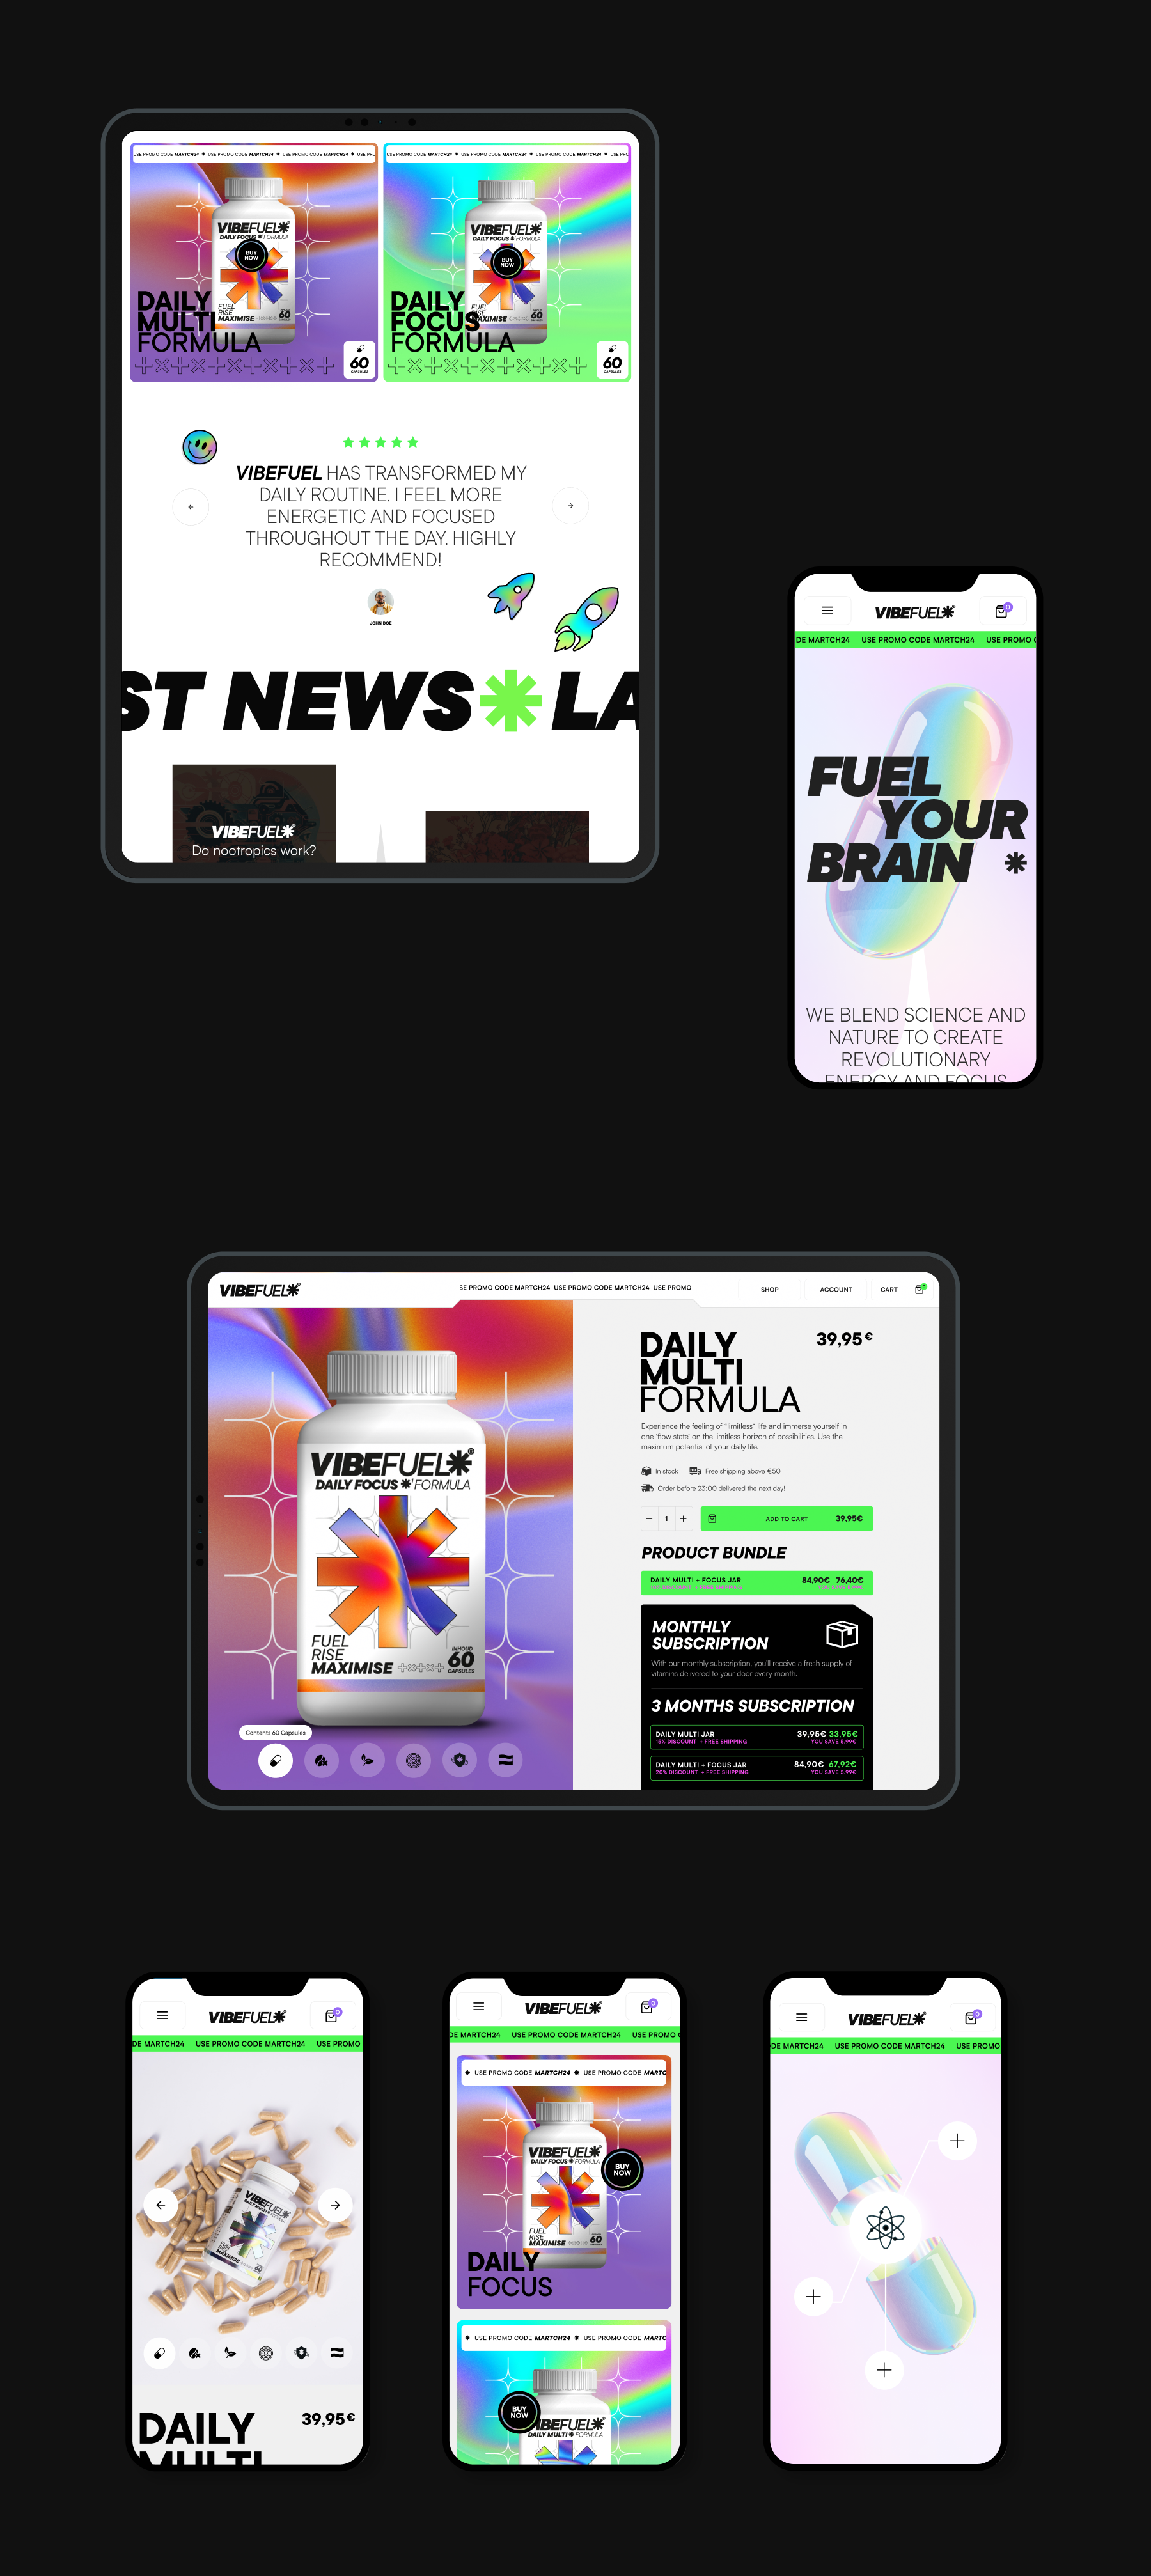 USE PROMO CODE MARTCH24 ✱ USE PROMO CODE MARTCH24 ✱ USE PROMO CODE MARTCH24 ✱ USE PRO
VIBEFUEL
DAILY FOCUS FORMULA
BUY NOW
FUEL
RISE
MAXIMISE
60
DAILY
MULTI
FORMULA
60
CAPSULES
USE PROMO CODE MARTCH24 ✱ USE PROMO CODE MARTCH24 ✱ USE PROMO CODE MARTCH24 ✱ USE PRO
VIBEFUEL
DAILY FOCUS FORMULA
BUY NOW
FUEL
RISE
MAXIMISE
60
DAILY
FOCUS
FORMULA
60
CAPSULES
VIBEFUEL HAS TRANSFORMED MY
DAILY ROUTINE. I FEEL MORE
ENERGETIC AND FOCUSED
THROUGHOUT THE DAY. HIGHLY
RECOMMEND!
JOHN DOE
ST NEWS ✱ LA
VIBEFUEL
Do nootropics work?
VIBEFUEL
0
DE MARTCH24 USE PROMO CODE MARTCH24 USE PROMO C
FUEL
YOUR
BRAIN
WE BLEND SCIENCE AND
NATURE TO CREATE
REVOLUTIONARY
ENERGY AND FOCUS
VIBEFUEL
SE PROMO CODE MARTCH24 USE PROMO CODE MARTCH24 USE PROMO
SHOP
ACCOUNT
CART
VIBEFUEL®
DAILY FOCUS FORMULA
FUEL
RISE
MAXIMISE
INHOUD
60
CAPSULES
Contents 60 Capsules
DAILY
MULTI
FORMULA
39,95€
Experience the feeling of "limitless" life and immerse yourself in
one 'flow state' on the limitless horizon of possibilities. Use the
maximum potential of your daily life.
In stock
Free shipping above €50
Order before 23:00 delivered the next day!
− 1 +
ADD TO CART 39.95€
PRODUCT BUNDLE
DAILY MULTI + FOCUS JAR 84,90€ 76,40€
MONTHLY
SUBSCRIPTION
With our monthly subscription, you'll receive a fresh supply of
vitamins delivered to your door every month.
3 MONTHS SUBSCRIPTION
DAILY MULTI JAR 39,95€ 33.95€
15% DISCOUNT + FREE SHIPPING YOU SAVE 5.99€
DAILY MULTI + FOCUS JAR 84,90€ 67,92€
20% DISCOUNT + FREE SHIPPING YOU SAVE 5.99€
VIBEFUEL
0
DE MARTCH24 USE PROMO CODE MARTCH24 USE PROMO
VIBEFUEL
DAILY MULTI FORMULA
MAXIMISE
60
DAILY
MULTI
39,95€
VIBEFUEL
0
DE MARTCH24 USE PROMO CODE MARTCH24 USE PROMO C
✱ USE PROMO CODE MARTCH24 ✱ USE PROMO CODE MARTC
VIBEFUEL
DAILY FOCUS FORMULA
BUY NOW
FUEL
RISE
MAXIMISE
60
DAILY
FOCUS
✱ USE PROMO CODE MARTCH24 ✱ USE PROMO CODE MARTC
BUY NOW
IBEFUEL
DAILY MULTI FORMULA
VIBEFUEL
0
DE MARTCH24 USE PROMO CODE MARTCH24 USE PROMO